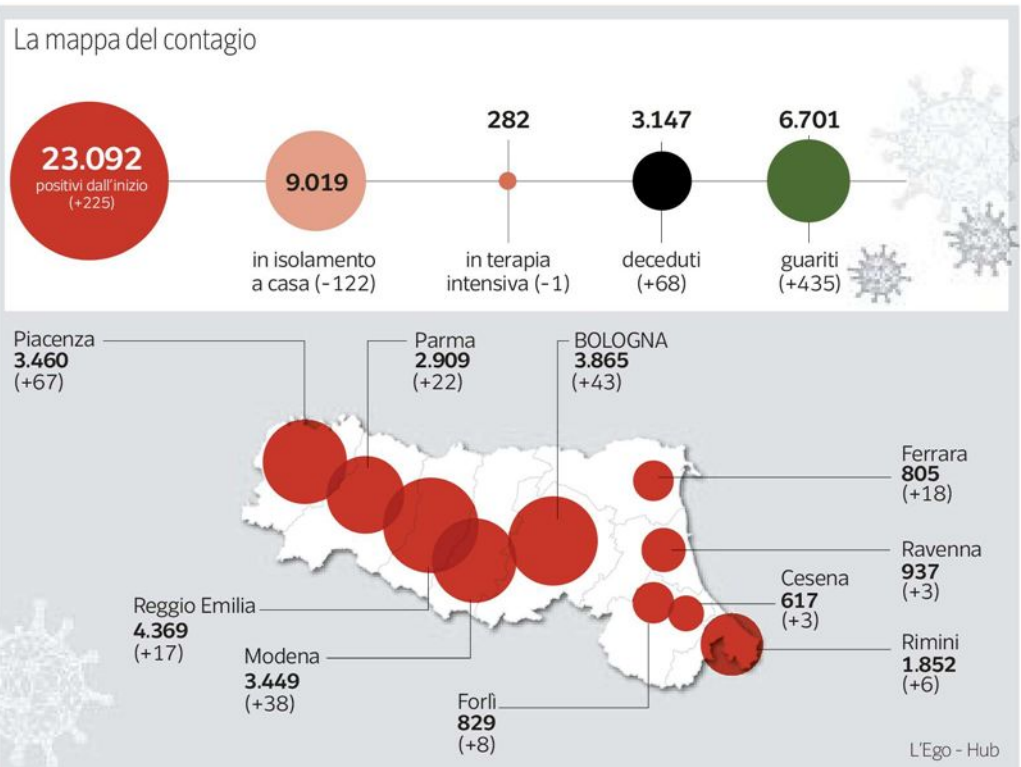 La mappa del contagio
23.092
positivi dall'inizio
(+225)
9.019
in isolamento
a casa (-122)
282
in terapia
intensiva (-1)
3.147
deceduti
(+68)
6.701
guariti
(+435)
Piacenza
3.460
(+67)
Parma
2.909
(+22)
BOLOGNA
3.865
(+43)
Ferrara
805
(+18)
Ravenna
937
(+3)
Cesena
617
(+3)
Rimini
1.852
(+6)
Reggio Emilia
4.369
(+17)
Modena
3.449
(+38)
Forlì
829
(+8)
L'Ego - Hub